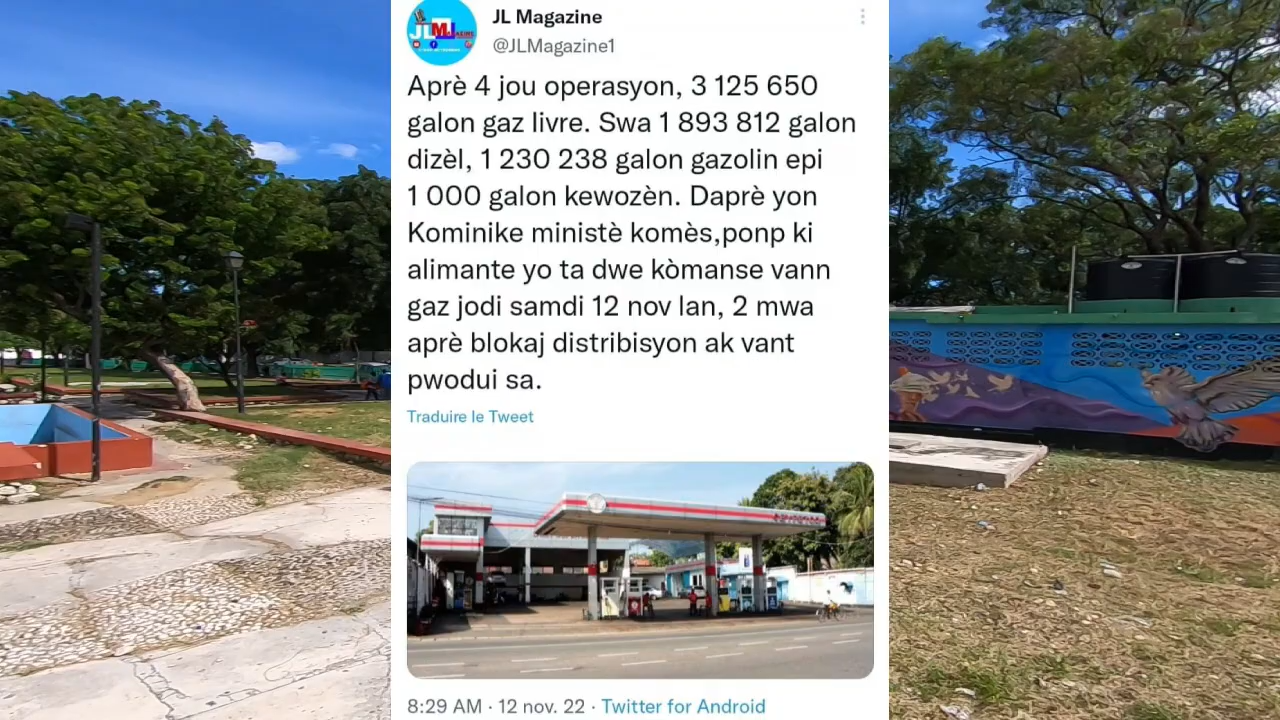 JL Magazine
@JLMagazine1
Aprè 4 jou operasyon, 3 125 650
galon gaz livre. Swa 1 893 812 galon
dizèl, 1 230 238 galon gazolin epi
1 000 galon kewozèn. Daprè yon
Kominike ministè komès,ponp ki
alimante yo ta dwe kòmanse vann
gaz jodi samdi 12 nov lan, 2 mwa
aprè blokaj distribisyon ak vant
pwodui sa.
Traduire le Tweet
8:29 AM · 12 nov. 22 · Twitter for Android